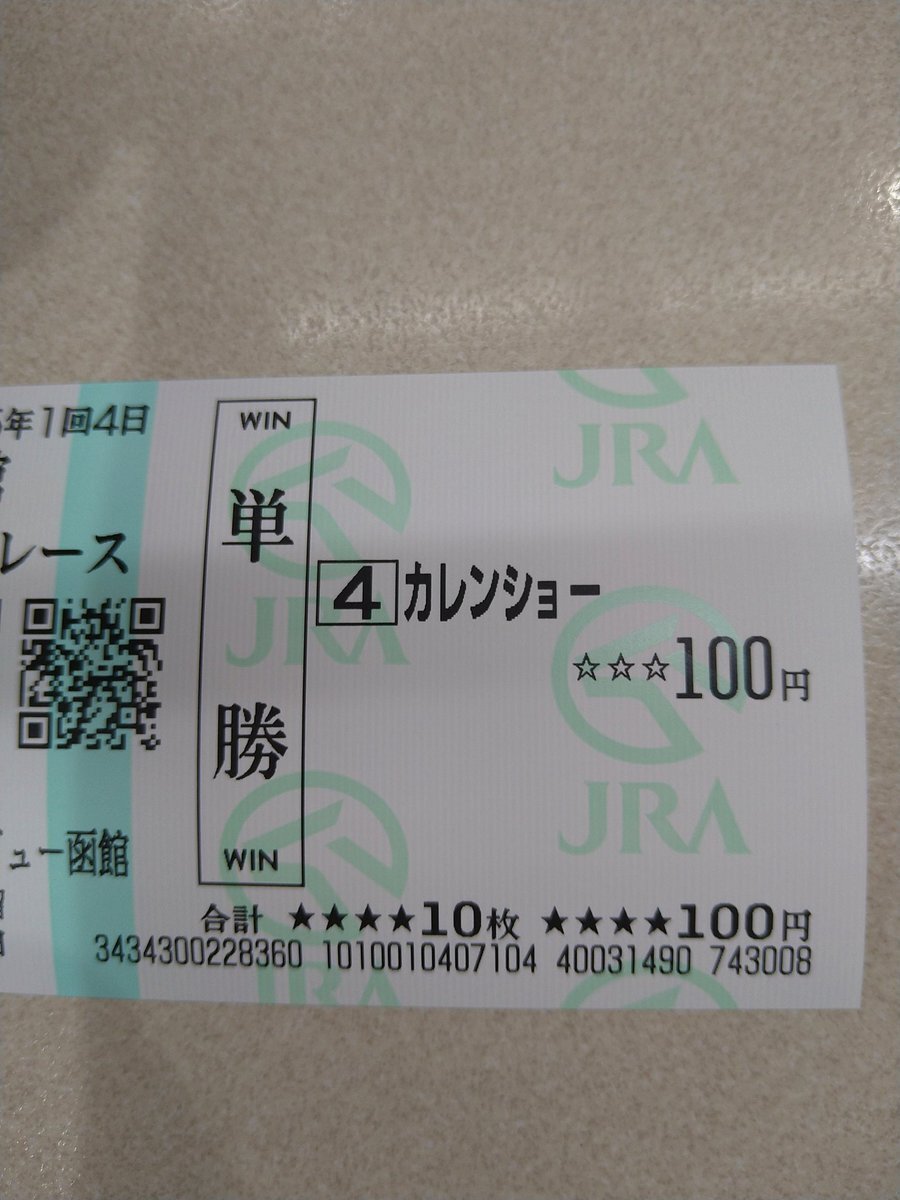 年1回4日
レース
ュー函館
WIN
単
勝
WIN
4 カレンショー
☆☆☆100円
合計 ★★★★10枚 ★★★★100円
3434300228360 1010010407104 40031490 743008
JRA
JRA
JRA
JRA